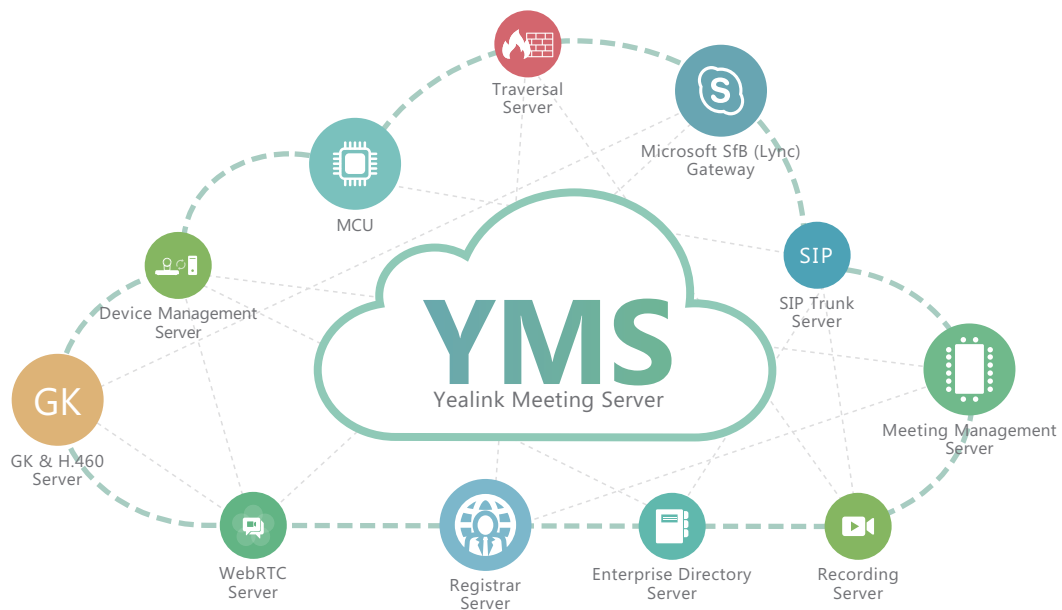 Traversal
Server
S
Microsoft SfB (Lync)
Gateway
MCU
SIP
SIP Trunk
Server
Device Management
Server
YMS
Yealink Meeting Server
GK
GK & H.460
Server
Meeting Management
Server
WebRTC
Server
Registrar
Server
Enterprise Directory
Server
Recording
Server